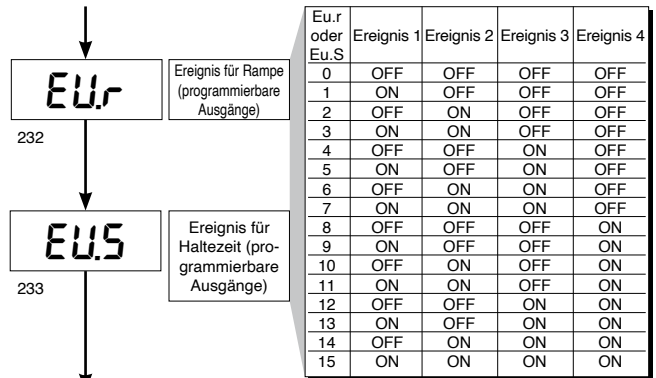 EU.r
Ereignis für Rampe
(programmierbare
Ausgänge)
232
EU.S
Ereignis für
Haltezeit (pro-
grammierbare
Ausgänge)
233
Eu.r
oder
Eu.S
Ereignis 1 Ereignis 2 Ereignis 3 Ereignis 4
0 OFF OFF OFF OFF
1 ON OFF OFF OFF
2 OFF ON OFF OFF
3 ON ON OFF OFF
4 OFF OFF ON OFF
5 ON OFF ON OFF
6 OFF ON ON OFF
7 ON ON ON OFF
8 OFF OFF OFF ON
9 ON OFF OFF ON
10 OFF ON OFF ON
11 ON ON OFF ON
12 OFF OFF ON ON
13 ON OFF ON ON
14 OFF ON ON ON
15 ON ON ON ON